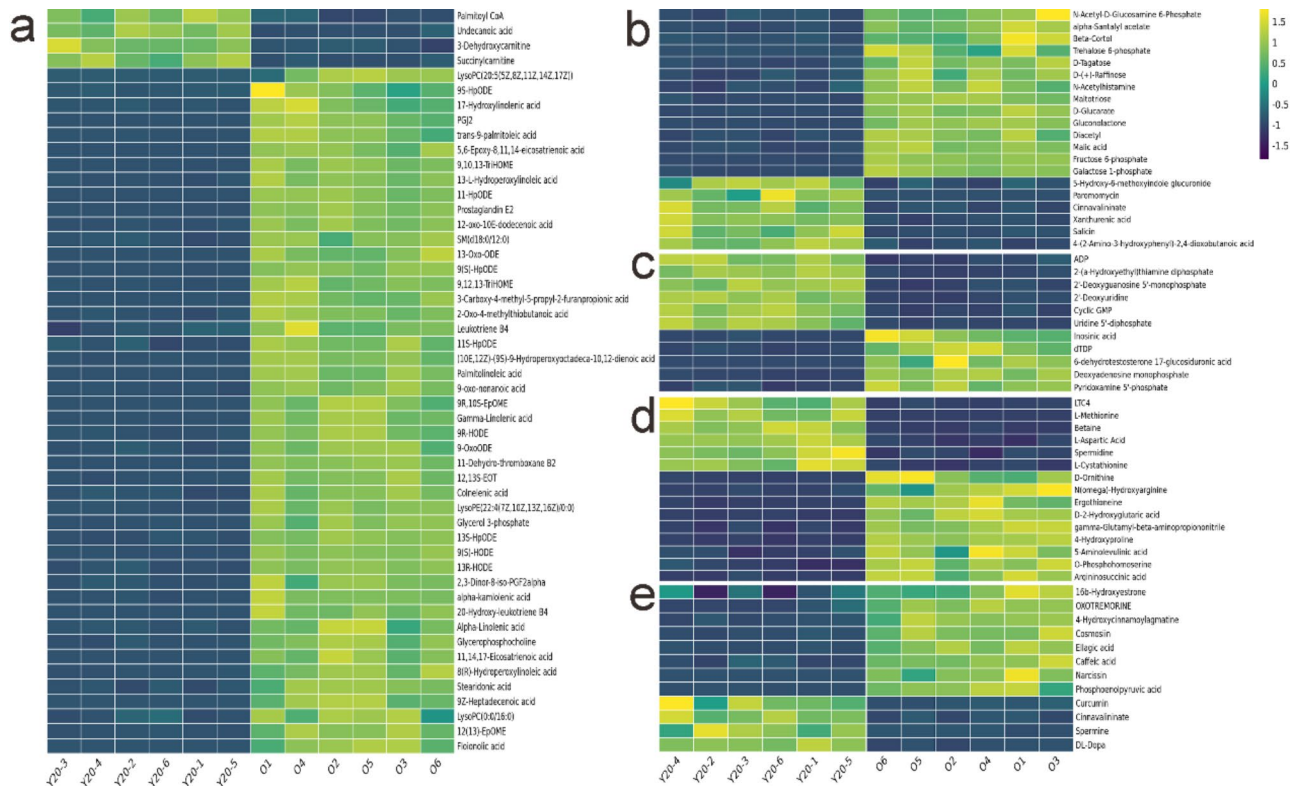 a
Palmitoyl CoA
Undecanoic acid
3-Dehydroxycarnitine
Succinylcarnitine
LysoPC(20:5(5Z,8Z,11Z,14Z,17Z))
9S-HpODE
17-Hydroxylinolenic acid
PGJ2
trans-9-palmitoleic acid
5,6-Epoxy-8,11,14-eicosatrienoic acid
9,10,13-TriHOME
13-L-Hydroperoxylinoleic acid
11-HpODE
Prostaglandin E2
12-oxo-10E-dodecenoic acid
SM(d18:0/12:0)
13-Oxo-ODE
9(S)-HpODE
9,12,13-TriHOME
3-Carboxy-4-methyl-5-propyl-2-furanpropionic acid
2-Oxo-4-methylthiobutanoic acid
Leukotriene B4
11S-HpODE
(10E,12Z)-(9S)-9-Hydroperoxyoctadeca-10,12-dienoic acid
Palmitolinoleic acid
9-oxo-nonanoic acid
9R,10S-EpOME
Gamma-Linolenic acid
9R-HODE
9-OxoODE
11-Dehydro-thromboxane B2
12,13S-EOT
Colnelenic acid
LysoPE(22:4(7Z,10Z,13Z,16Z)/0:0)
Glycerol 3-phosphate
13S-HpODE
9(S)-HODE
13R-HODE
2,3-Dinor-8-iso-PGF2alpha
alpha-kamlolenic acid
20-Hydroxy-leukotriene B4
Alpha-Linolenic acid
Glycerophosphocholine
11,14,17-Eicosatrienoic acid
8(R)-Hydroperoxylinoleic acid
Stearidonic acid
9Z-Heptadecenoic acid
LysoPC(0:0/16:0)
12(13)-EpOME
Floionolic acid
Y20-3 Y20-4 Y20-2 Y20-6 Y20-1 Y20-5 O1 O4 O2 O5 O3 O6
b
N-Acetyl-D-Glucosamine 6-Phosphate
alpha-Santalyl acetate
Beta-Cortol
Trehalose 6-phosphate
D-Tagatose
D-(+)-Raffinose
N-Acetylhistamine
Maltotriose
D-Glucarate
Gluconolactone
Diacetyl
Malic acid
Fructose 6-phosphate
Galactose 1-phosphate
5-Hydroxy-6-methoxyindole glucuronide
Paromomycin
Cinnavalininate
Xanthurenic acid
Salicin
4-(2-Amino-3-hydroxyphenyl)-2,4-dioxobutanoic acid
1.5
1
0.5
0
-0.5
-1
-1.5
c
ADP
2-(a-Hydroxyethyl)thiamine diphosphate
2'-Deoxyguanosine 5'-monophosphate
2'-Deoxyuridine
Cyclic GMP
Uridine 5'-diphosphate
Inosinic acid
dTDP
6-dehydrotestosterone 17-glucosiduronic acid
Deoxyadenosine monophosphate
Pyridoxamine 5'-phosphate
d
LTC4
L-Methionine
Betaine
L-Aspartic Acid
Spermidine
L-Cystathionine
D-Ornithine
N(omega)-Hydroxyarginine
Ergothioneine
D-2-Hydroxyglutaric acid
gamma-Glutamyl-beta-aminopropiononitrile
4-Hydroxyproline
5-Aminolevulinic acid
O-Phosphohomoserine
Argininosuccinic acid
e
16b-Hydroxyestrone
OXOTREMORINE
4-Hydroxycinnamoylagmatine
Cosmosiin
Ellagic acid
Caffeic acid
Narcissin
Phosphoenolpyruvic acid
Curcumin
Cinnavalininate
Spermine
DL-Dopa
Y20-4 Y20-2 Y20-3 Y20-6 Y20-1 Y20-5 O6 O5 O2 O4 O1 O3